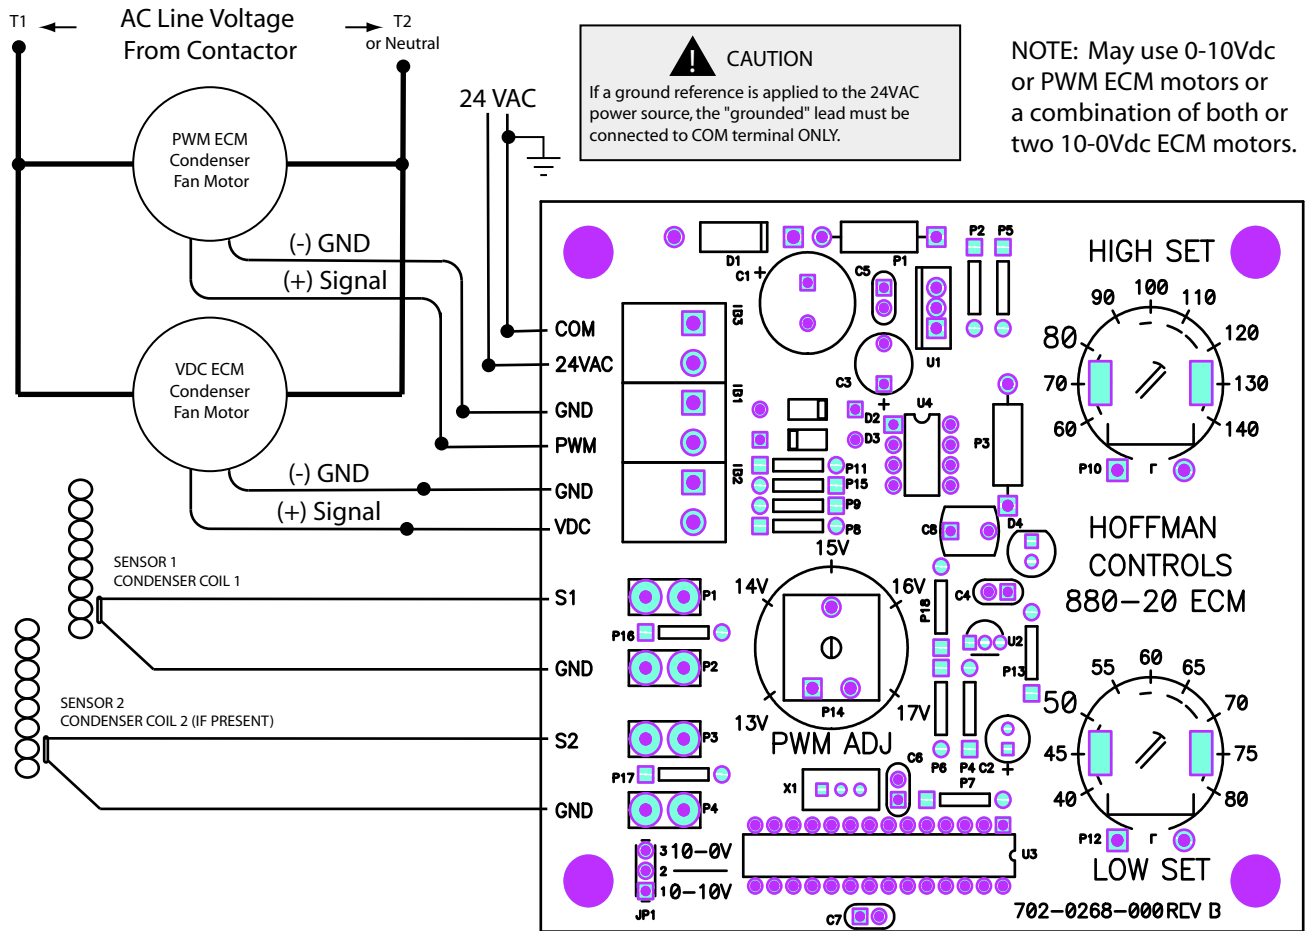 T1
AC Line Voltage
From Contactor
T2
or Neutral
24 VAC
CAUTION
If a ground reference is applied to the 24VAC
power source, the "grounded" lead must be
connected to COM terminal ONLY.
NOTE: May use 0-10Vdc
or PWM ECM motors or
a combination of both or
two 10-0Vdc ECM motors.
PWM ECM
Condenser
Fan Motor
(-) GND
(+) Signal
VDC ECM
Condenser
Fan Motor
(-) GND
(+) Signal
SENSOR 1
CONDENSER COIL 1
SENSOR 2
CONDENSER COIL 2 (IF PRESENT)
COM
24VAC
GND
PWM
GND
VDC
S1
GND
S2
GND
D1
C1 +
P1
C5
U1
P2
P5
C3
+
IB3
IB1
IB2
D2
D3
U4
P3
P11
P15
P9
P8
C8
D4
HIGH SET
60
70
80
90
100
110
120
130
140
P10
Г
HOFFMAN
CONTROLS
880-20 ECM
P1
P16
P2
P3
P17
P4
13V
14V
15V
16V
17V
P14
PWM ADJ
P18
C4
U2
P13
P6
P4
C2
+
C6
X1
P7
U3
40
45
50
55
60
65
70
75
80
P12
Г
LOW SET
3 10-0V
2
1 0-10V
JP1
C7
702-0268-000 REV B